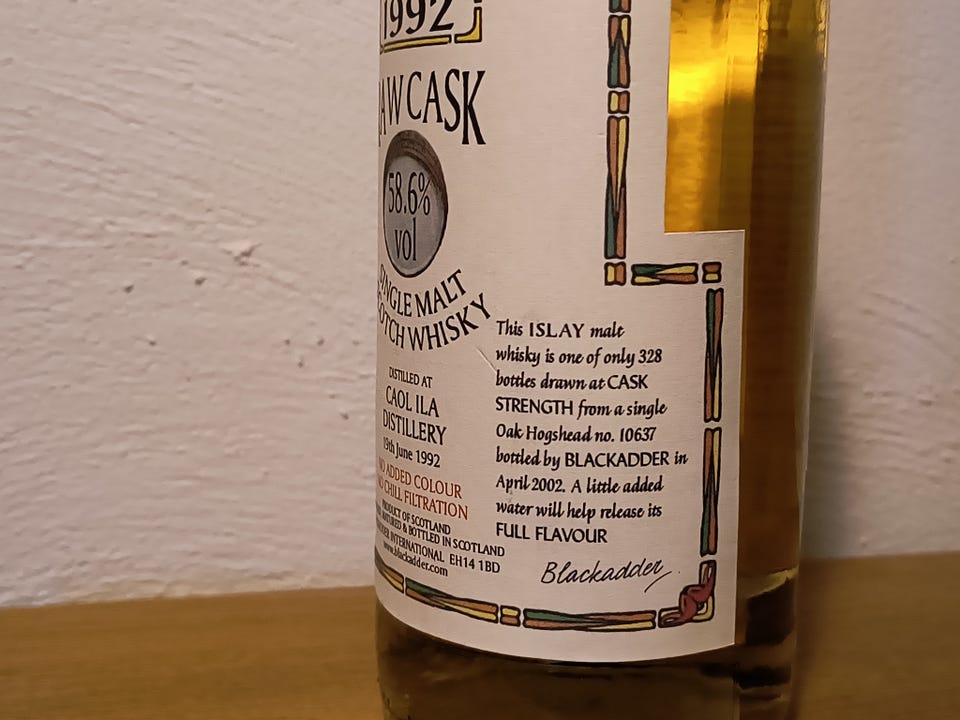 1992
AW CASK
58.6%
vol
SINGLE MALT
SCOTCH WHISKY
DISTILLED AT
CAOL ILA
DISTILLERY
19th June 1992
NO ADDED COLOUR
NO CHILL FILTRATION
PRODUCT OF SCOTLAND
MATURED & BOTTLED IN SCOTLAND
INTERNATIONAL EH14 1BD
www.blackadder.com
This ISLAY malt
whisky is one of only 328
bottles drawn at CASK
STRENGTH from a single
Oak Hogshead no. 10637
bottled by BLACKADDER in
April 2002. A little added
water will help release its
FULL FLAVOUR
Blackadder